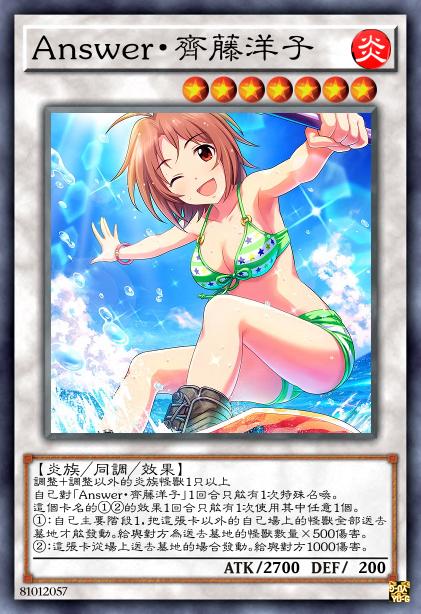 Answer・齊藤洋子
炎
【炎族/同調/效果】
調整+調整以外的炎族怪獸1只以上
自己對「Answer・齊藤洋子」1回合只能有1次特殊召喚。
這個卡名的①②的效果1回合只能有1次使用其中任意1個。
①:自己主要階段1,把這張卡以外的自己場上的怪獸全部送去
墓地才能發動。給與對方為送去墓地的怪獸數量×500傷害。
②:這張卡從場上送去墓地的場合發動。給與對方1000傷害。
ATK/2700 DEF/ 200
81012057